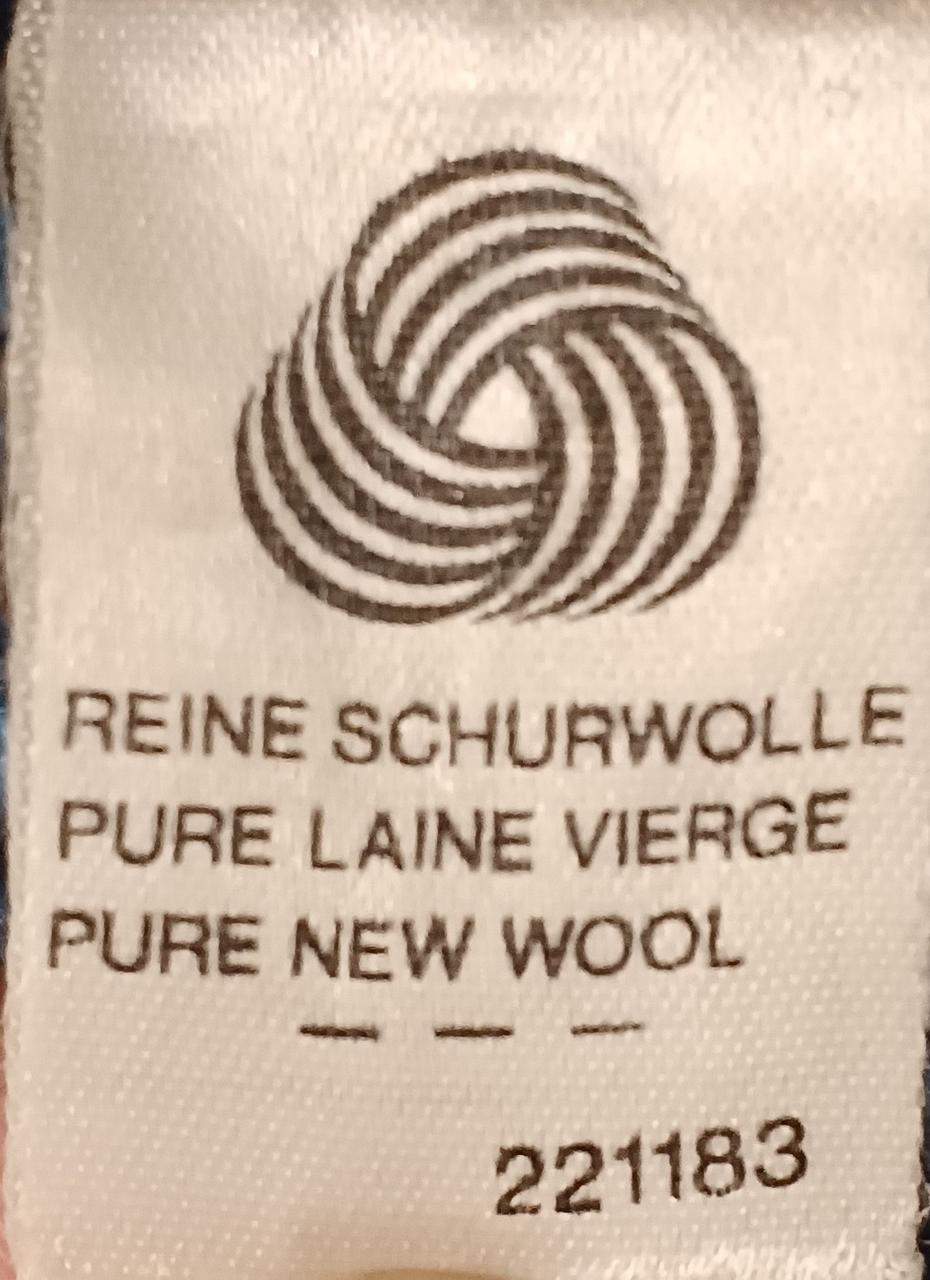 REINE SCHURWOLLE
PURE LAINE VIERGE
PURE NEW WOOL
— — —
221183